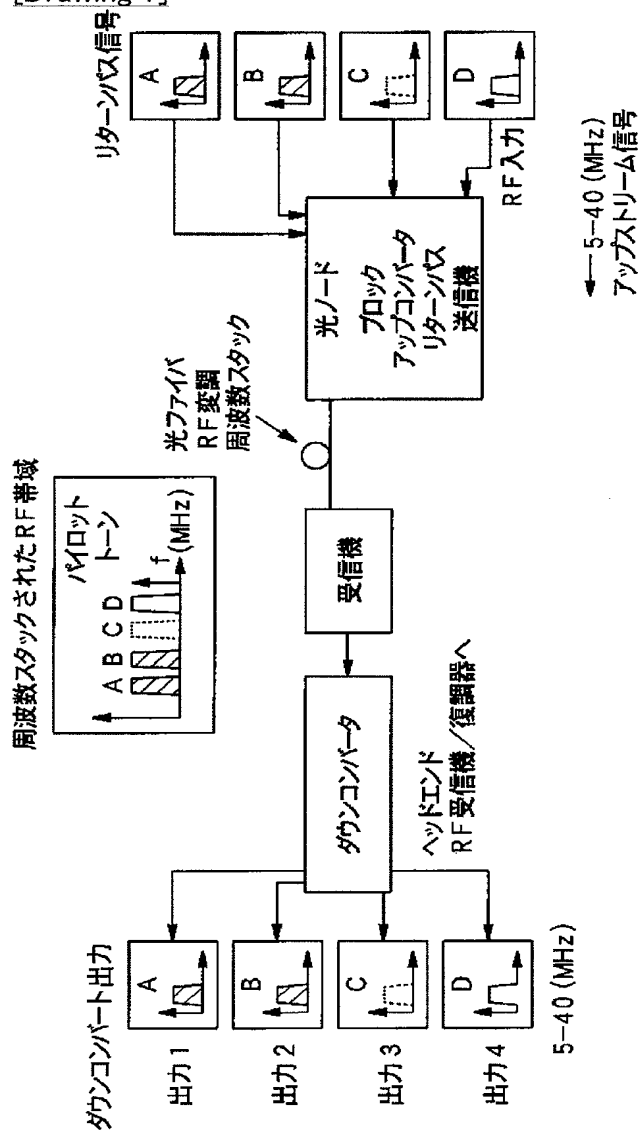 [Drawing 1]
周波数スタックされたRF帯域
パイロット
トーン
A B C D
f
(MHz)
ダウンコンバート出力
A
出力1
B
出力2
C
出力3
D
出力4
5-40 (MHz)
ダウンコンバータ
ヘッドエンド
RF受信機/復調器へ
受信機
光ファイバ
RF変調
周波数スタック
光ノード
ブロック
アップコンバータ
リターンパス
送信機
リターンパス信号
A
B
C
D
RF入力
←5-40 (MHz)
アップストリーム信号